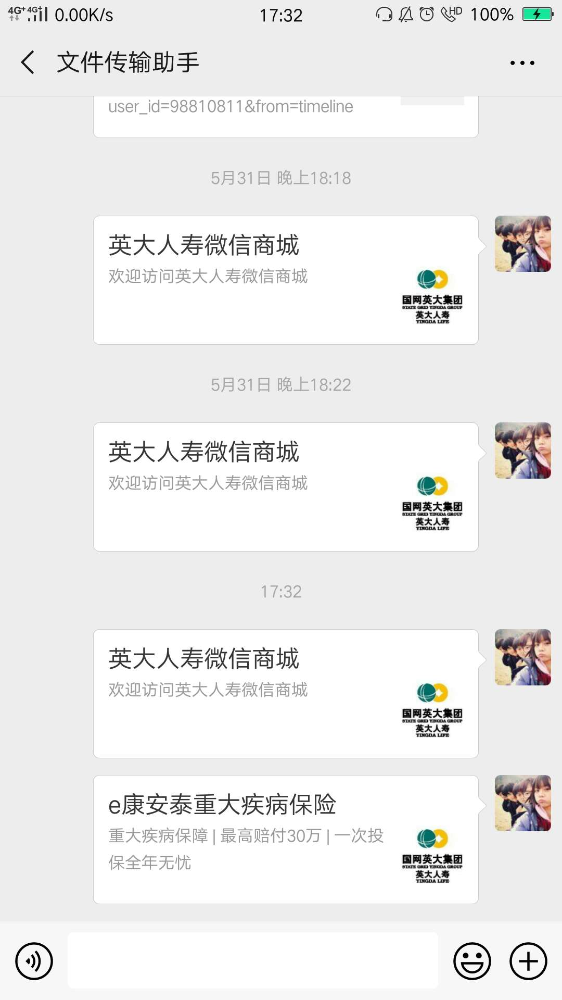 4G+ 4G+ 0.00K/s 17:32 HD 100%
文件传输助手
user_id=98810811&from=timeline
5月31日 晚上18:18
英大人寿微信商城
欢迎访问英大人寿微信商城
国网英大集团
STATE GRID YINGDA GROUP
英大人寿
YINGDA LIFE
5月31日 晚上18:22
英大人寿微信商城
欢迎访问英大人寿微信商城
国网英大集团
STATE GRID YINGDA GROUP
英大人寿
YINGDA LIFE
17:32
英大人寿微信商城
欢迎访问英大人寿微信商城
国网英大集团
STATE GRID YINGDA GROUP
英大人寿
YINGDA LIFE
e康安泰重大疾病保险
重大疾病保障 | 最高赔付30万 | 一次投
保全年无忧
国网英大集团
STATE GRID YINGDA GROUP
英大人寿
YINGDA LIFE